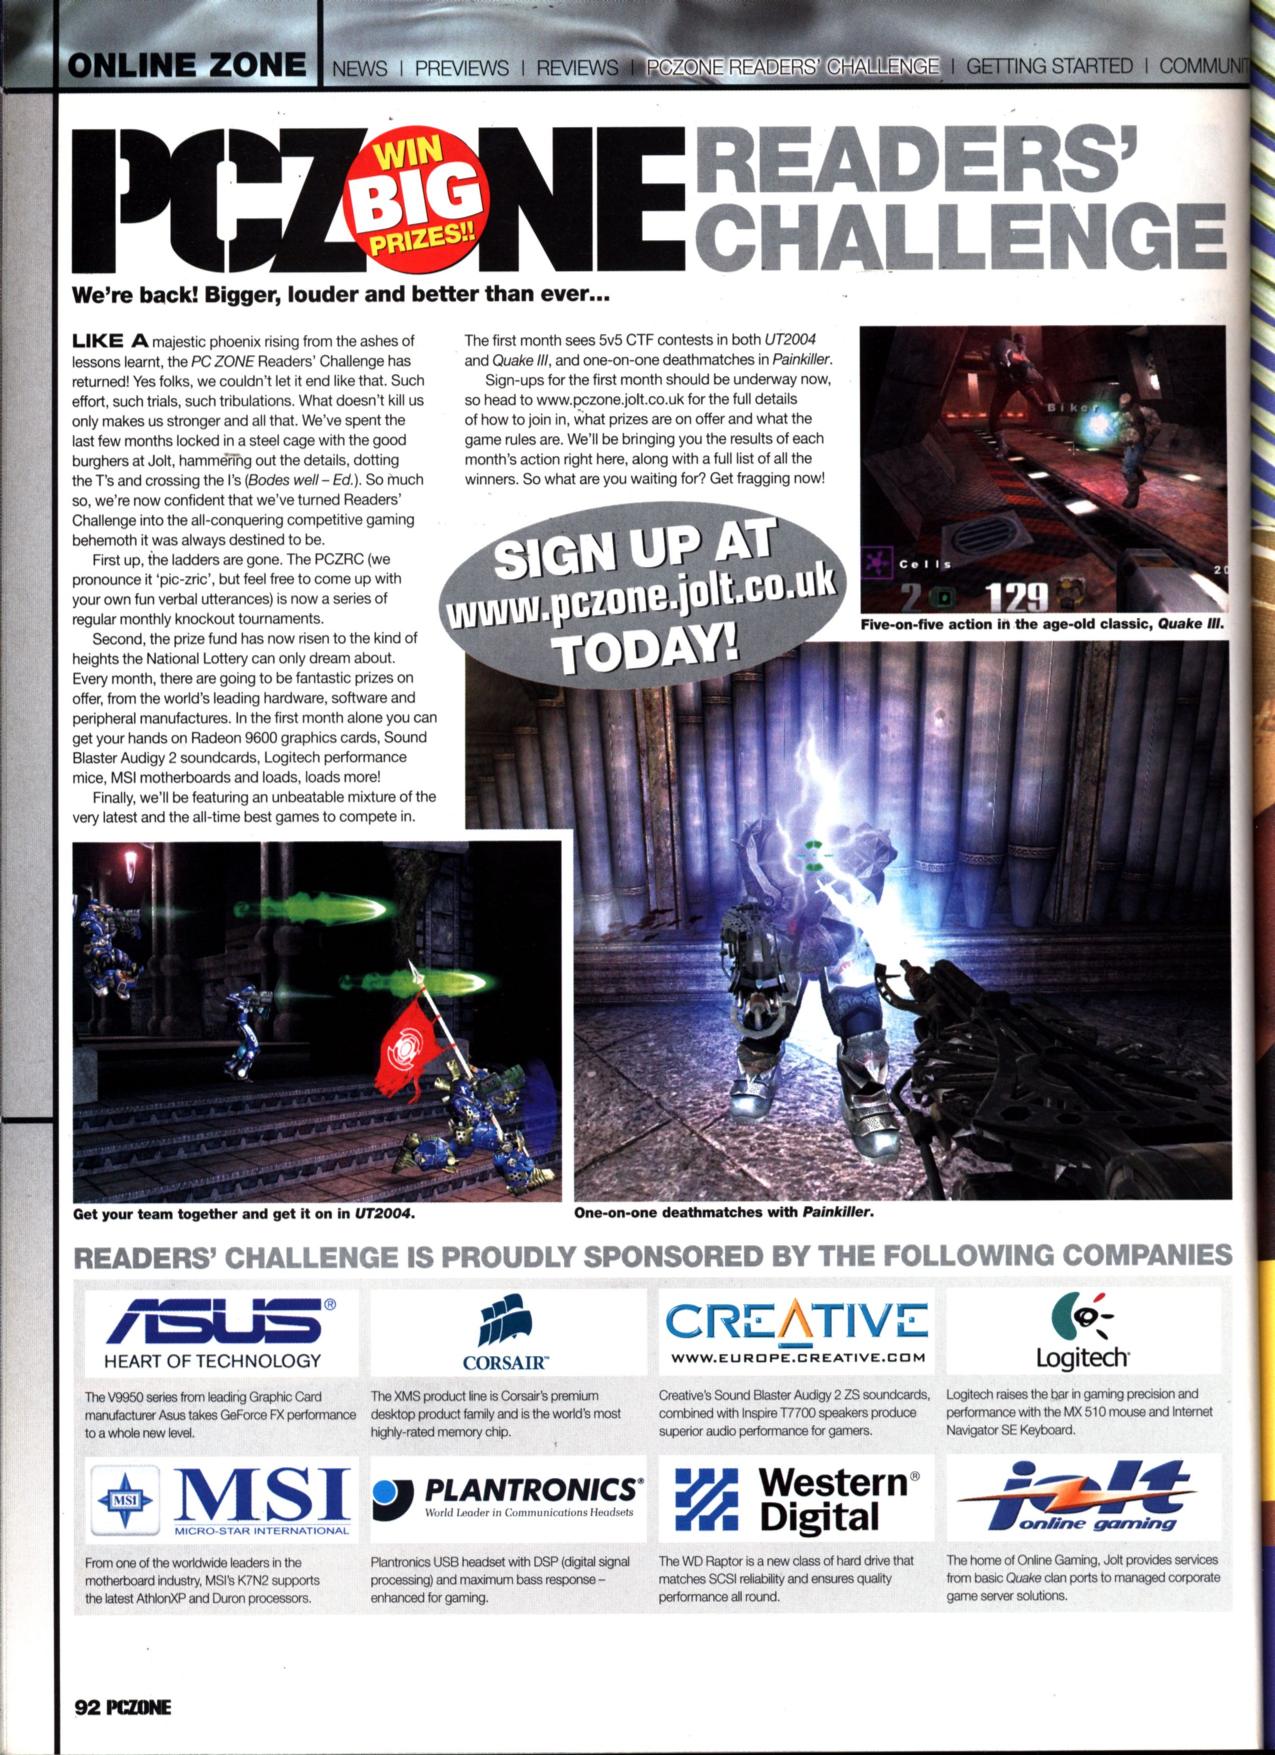 ONLINE ZONE
NEWS | PREVIEWS | REVIEWS | PCZONE READERS' CHALLENGE | GETTING STARTED | COMMUNIT
PCZONE
WIN
BIG
PRIZES!!
READERS'
CHALLENGE
We're back! Bigger, louder and better than ever...
LIKE A majestic phoenix rising from the ashes of
lessons learnt, the PC ZONE Readers' Challenge has
returned! Yes folks, we couldn't let it end like that. Such
effort, such trials, such tribulations. What doesn't kill us
only makes us stronger and all that. We've spent the
last few months locked in a steel cage with the good
burghers at Jolt, hammering out the details, dotting
the T's and crossing the I's (Bodes well – Ed.). So much
so, we're now confident that we've turned Readers'
Challenge into the all-conquering competitive gaming
behemoth it was always destined to be.
First up, the ladders are gone. The PCZRC (we
pronounce it 'pic-zric', but feel free to come up with
your own fun verbal utterances) is now a series of
regular monthly knockout tournaments.
Second, the prize fund has now risen to the kind of
heights the National Lottery can only dream about.
Every month, there are going to be fantastic prizes on
offer, from the world's leading hardware, software and
peripheral manufactures. In the first month alone you can
get your hands on Radeon 9600 graphics cards, Sound
Blaster Audigy 2 soundcards, Logitech performance
mice, MSI motherboards and loads, loads more!
Finally, we'll be featuring an unbeatable mixture of the
very latest and the all-time best games to compete in.
The first month sees 5v5 CTF contests in both UT2004
and Quake III, and one-on-one deathmatches in Painkiller.
Sign-ups for the first month should be underway now,
so head to www.pczone.jolt.co.uk for the full details
of how to join in, what prizes are on offer and what the
game rules are. We'll be bringing you the results of each
month's action right here, along with a full list of all the
winners. So what are you waiting for? Get fragging now!
SIGN UP AT
www.pczone.jolt.co.uk
TODAY!
Biker
Cells
20
2 129
Five-on-five action in the age-old classic, Quake III.
Get your team together and get it on in UT2004.
One-on-one deathmatches with Painkiller.
READERS' CHALLENGE IS PROUDLY SPONSORED BY THE FOLLOWING COMPANIES
ASUS®
HEART OF TECHNOLOGY
The V9950 series from leading Graphic Card
manufacturer Asus takes GeForce FX performance
to a whole new level.
CORSAIR™
The XMS product line is Corsair's premium
desktop product family and is the world's most
highly-rated memory chip.
CREATIVE
WWW.EUROPE.CREATIVE.COM
Creative's Sound Blaster Audigy 2 ZS soundcards,
combined with Inspire T7700 speakers produce
superior audio performance for gamers.
Logitech
Logitech raises the bar in gaming precision and
performance with the MX 510 mouse and Internet
Navigator SE Keyboard.
MSI
MSI
MICRO-STAR INTERNATIONAL
From one of the worldwide leaders in the
motherboard industry, MSI's K7N2 supports
the latest AthlonXP and Duron processors.
PLANTRONICS®
World Leader in Communications Headsets
Plantronics USB headset with DSP (digital signal
processing) and maximum bass response –
enhanced for gaming.
Western®
Digital
The WD Raptor is a new class of hard drive that
matches SCSI reliability and ensures quality
performance all round.
jolt
online gaming
The home of Online Gaming, Jolt provides services
from basic Quake clan ports to managed corporate
game server solutions.
92 PCZONE